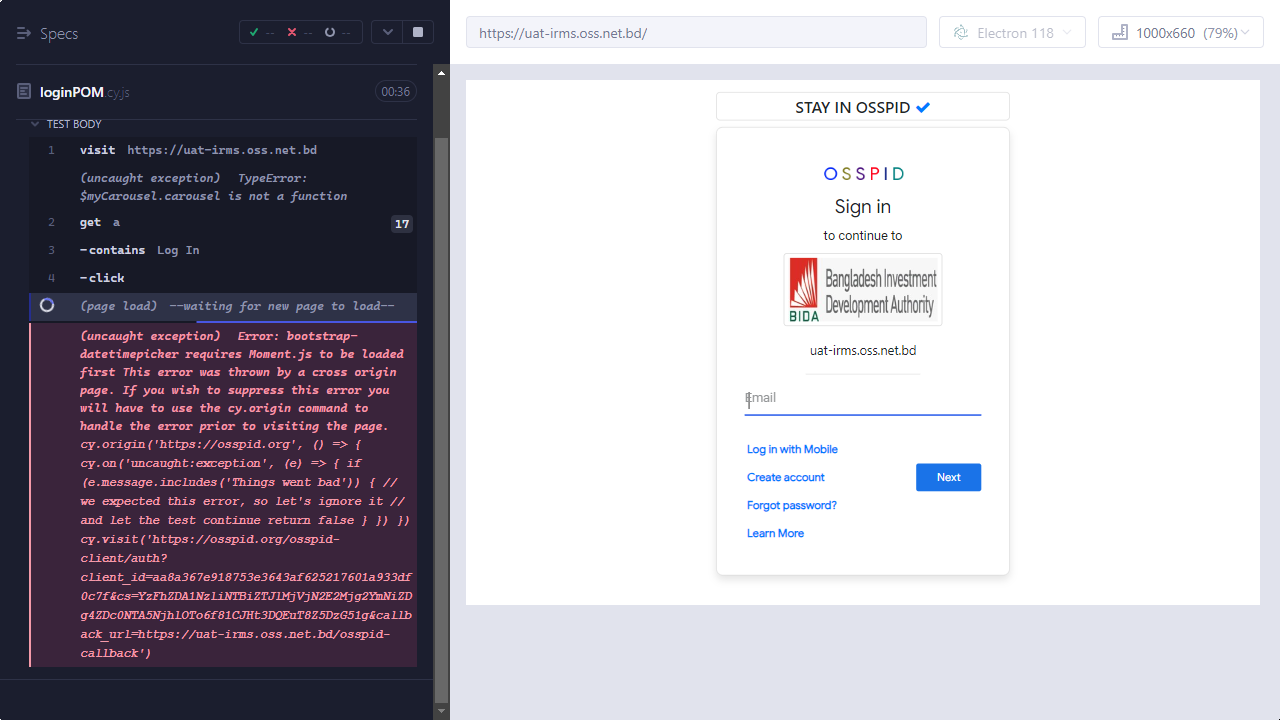 Specs
--
--
--
loginPOM.cy.js
00:36
TEST BODY
1 visit https://uat-irms.oss.net.bd
(uncaught exception) TypeError:
$myCarousel.carousel is not a function
2 get a 17
3 -contains Log In
4 -click
(page load) --waiting for new page to load--
(uncaught exception) Error: bootstrap-
datetimepicker requires Moment.js to be loaded
first This error was thrown by a cross origin
page. If you wish to suppress this error you
will have to use the cy.origin command to
handle the error prior to visiting the page.
cy.origin('https://osspid.org', () => {
cy.on('uncaught:exception', (e) => { if
(e.message.includes('Things went bad')) { //
we expected this error, so let's ignore it //
and let the test continue return false } }) })
cy.visit('https://osspid.org/osspid-
client/auth?
client_id=aa8a367e918753e3643af625217601a933df
0c7f&cs=YzFhZDA1NzliNTBiZTJlMjVjN2E2Mjg2YmNiZD
g4ZDc0NTA5NjhlOTo6f81CJHt3DQEuT8Z5DzG51g&callb
ack_url=https://uat-irms.oss.net.bd/osspid-
callback')
https://uat-irms.oss.net.bd/
Electron 118
1000x660 (79%)
STAY IN OSSPID
OSSPID
Sign in
to continue to
Bangladesh Investment
Development Authority
BIDA
uat-irms.oss.net.bd
Email
Log in with Mobile
Create account
Next
Forgot password?
Learn More